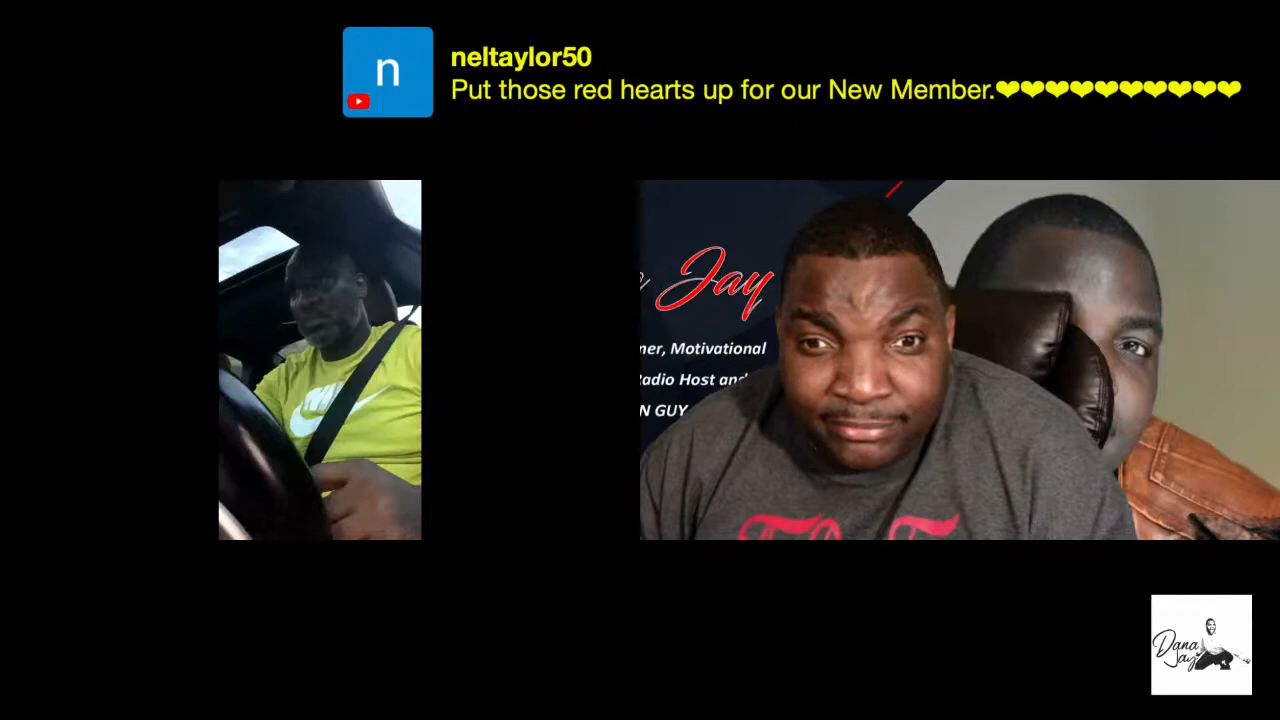 n
neltaylor50
Put those red hearts up for our New Member.❤❤❤❤❤❤❤❤❤❤
Jay
ner, Motivational
Radio Host and
N GUY
Dana
Jay